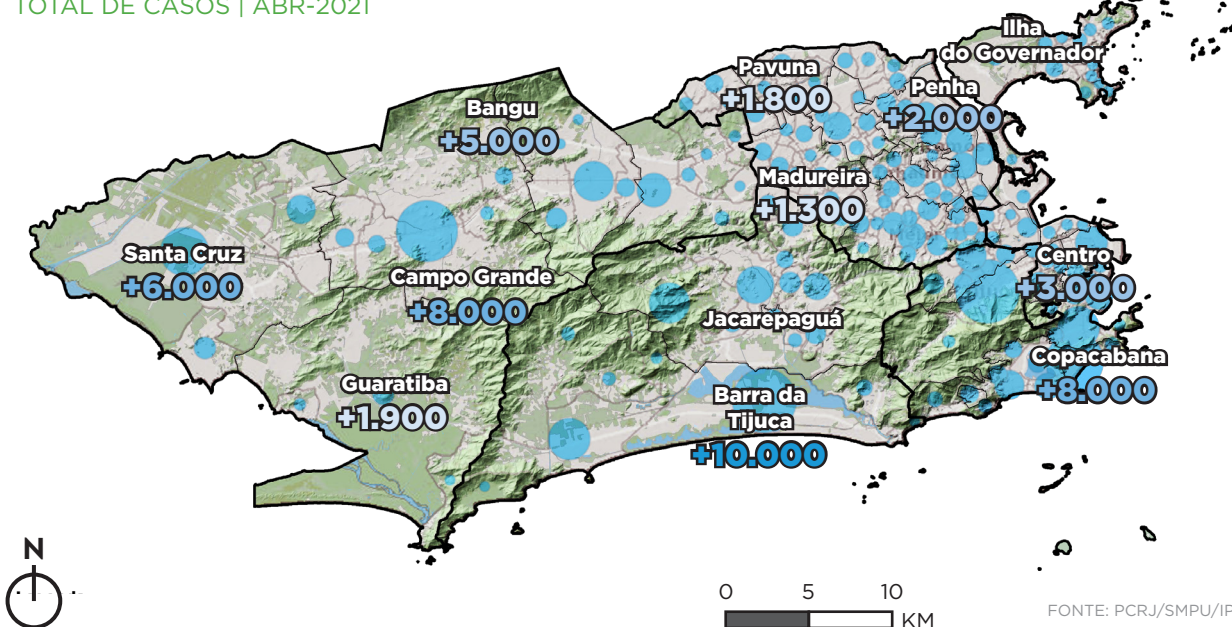 TOTAL DE CASOS | ABR-2021
Ilha
do Governador
Pavuna
+1.800
Penha
+2.000
Bangu
+5.000
Madureira
+1.300
Santa Cruz
+6.000
Campo Grande
+8.000
Centro
+3.000
Jacarepaguá
Copacabana
+8.000
Guaratiba
+1.900
Barra da
Tijuca
+10.000
N
0 5 10
KM
FONTE: PCRJ/SMPU/IP